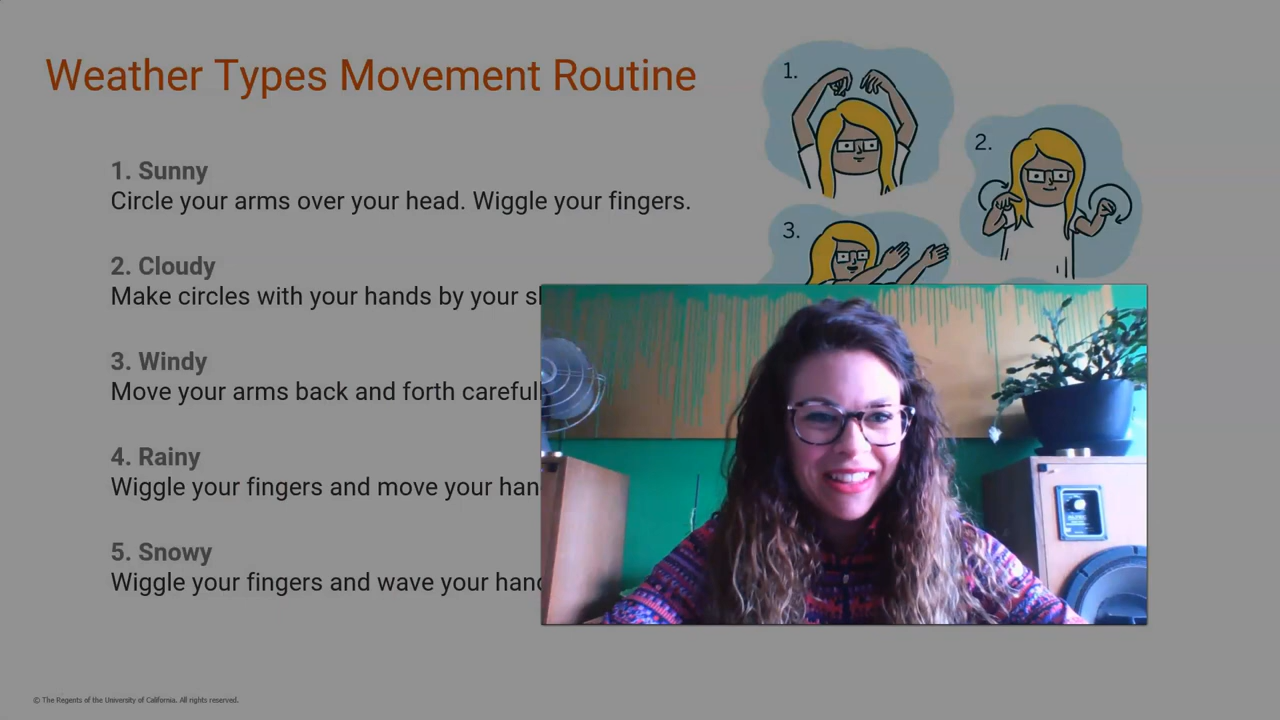 Weather Types Movement Routine
1. Sunny
Circle your arms over your head. Wiggle your fingers.
2. Cloudy
Make circles with your hands by your
3. Windy
Move your arms back and forth
4. Rainy
Wiggle your fingers and move your
5. Snowy
Wiggle your fingers and wave your
1.
2.
3.
© The Regents of the University of California. All rights reserved.